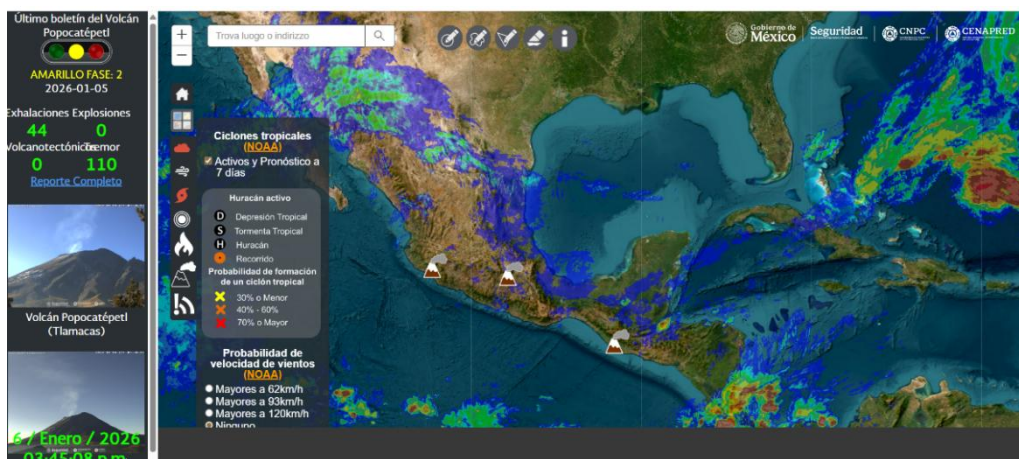 Último boletín del Volcán
Popocatépetl
AMARILLO FASE: 2
2026-01-05
Exhalaciones Explosiones
44 0
Volcanotectónicos Tremor
0 110
Reporte Completo
Volcán Popocatépetl
(Tlamacas)
6 / Enero / 2026
03:45:08 p.m.
+
−
Trova luogo o indirizzo
Gobierno de
México
Seguridad
CNPC
CENAPRED
Ciclones tropicales
(NOAA)
Activos y Pronóstico a
7 días
Huracán activo
D Depresión Tropical
S Tormenta Tropical
H Huracán
Recorrido
Probabilidad de formación
de un ciclón tropical
30% o Menor
40% - 60%
70% o Mayor
Probabilidad de
velocidad de vientos
(NOAA)
Mayores a 62km/h
Mayores a 93km/h
Mayores a 120km/h
Ninguno